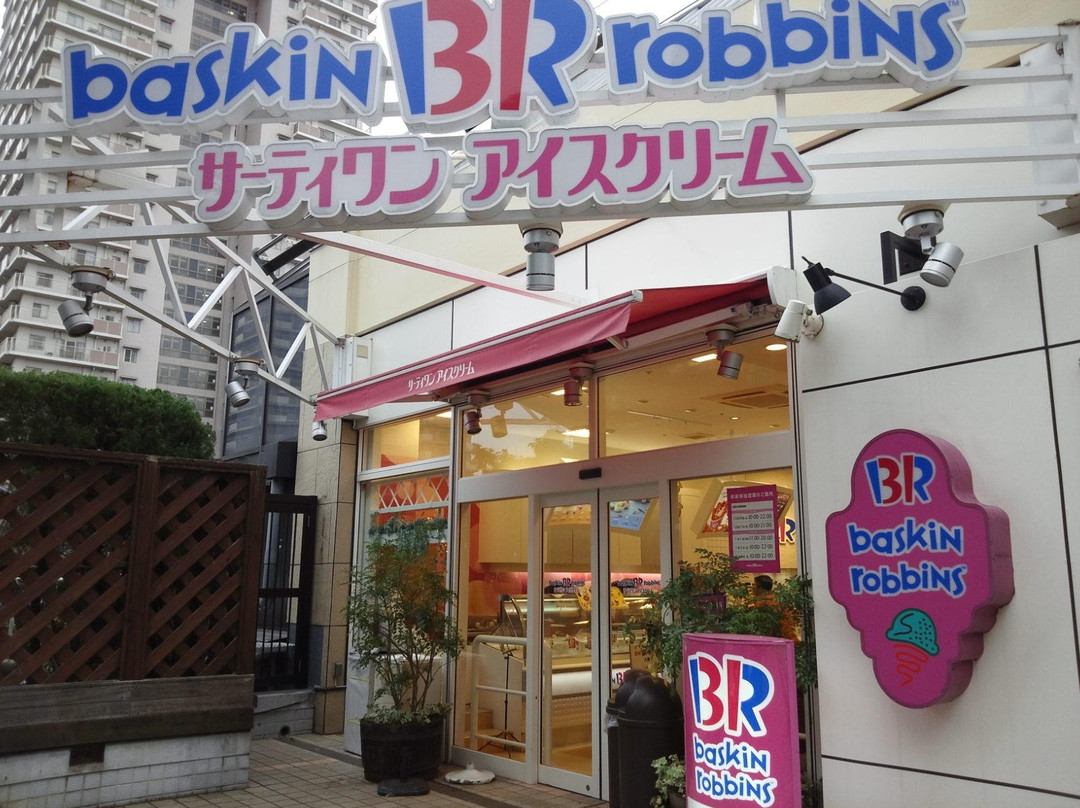 baskin BR robbins™
サーティワン アイスクリーム
サーティワン アイスクリーム
BR
baskin
robbins
BR
baskin
robbins